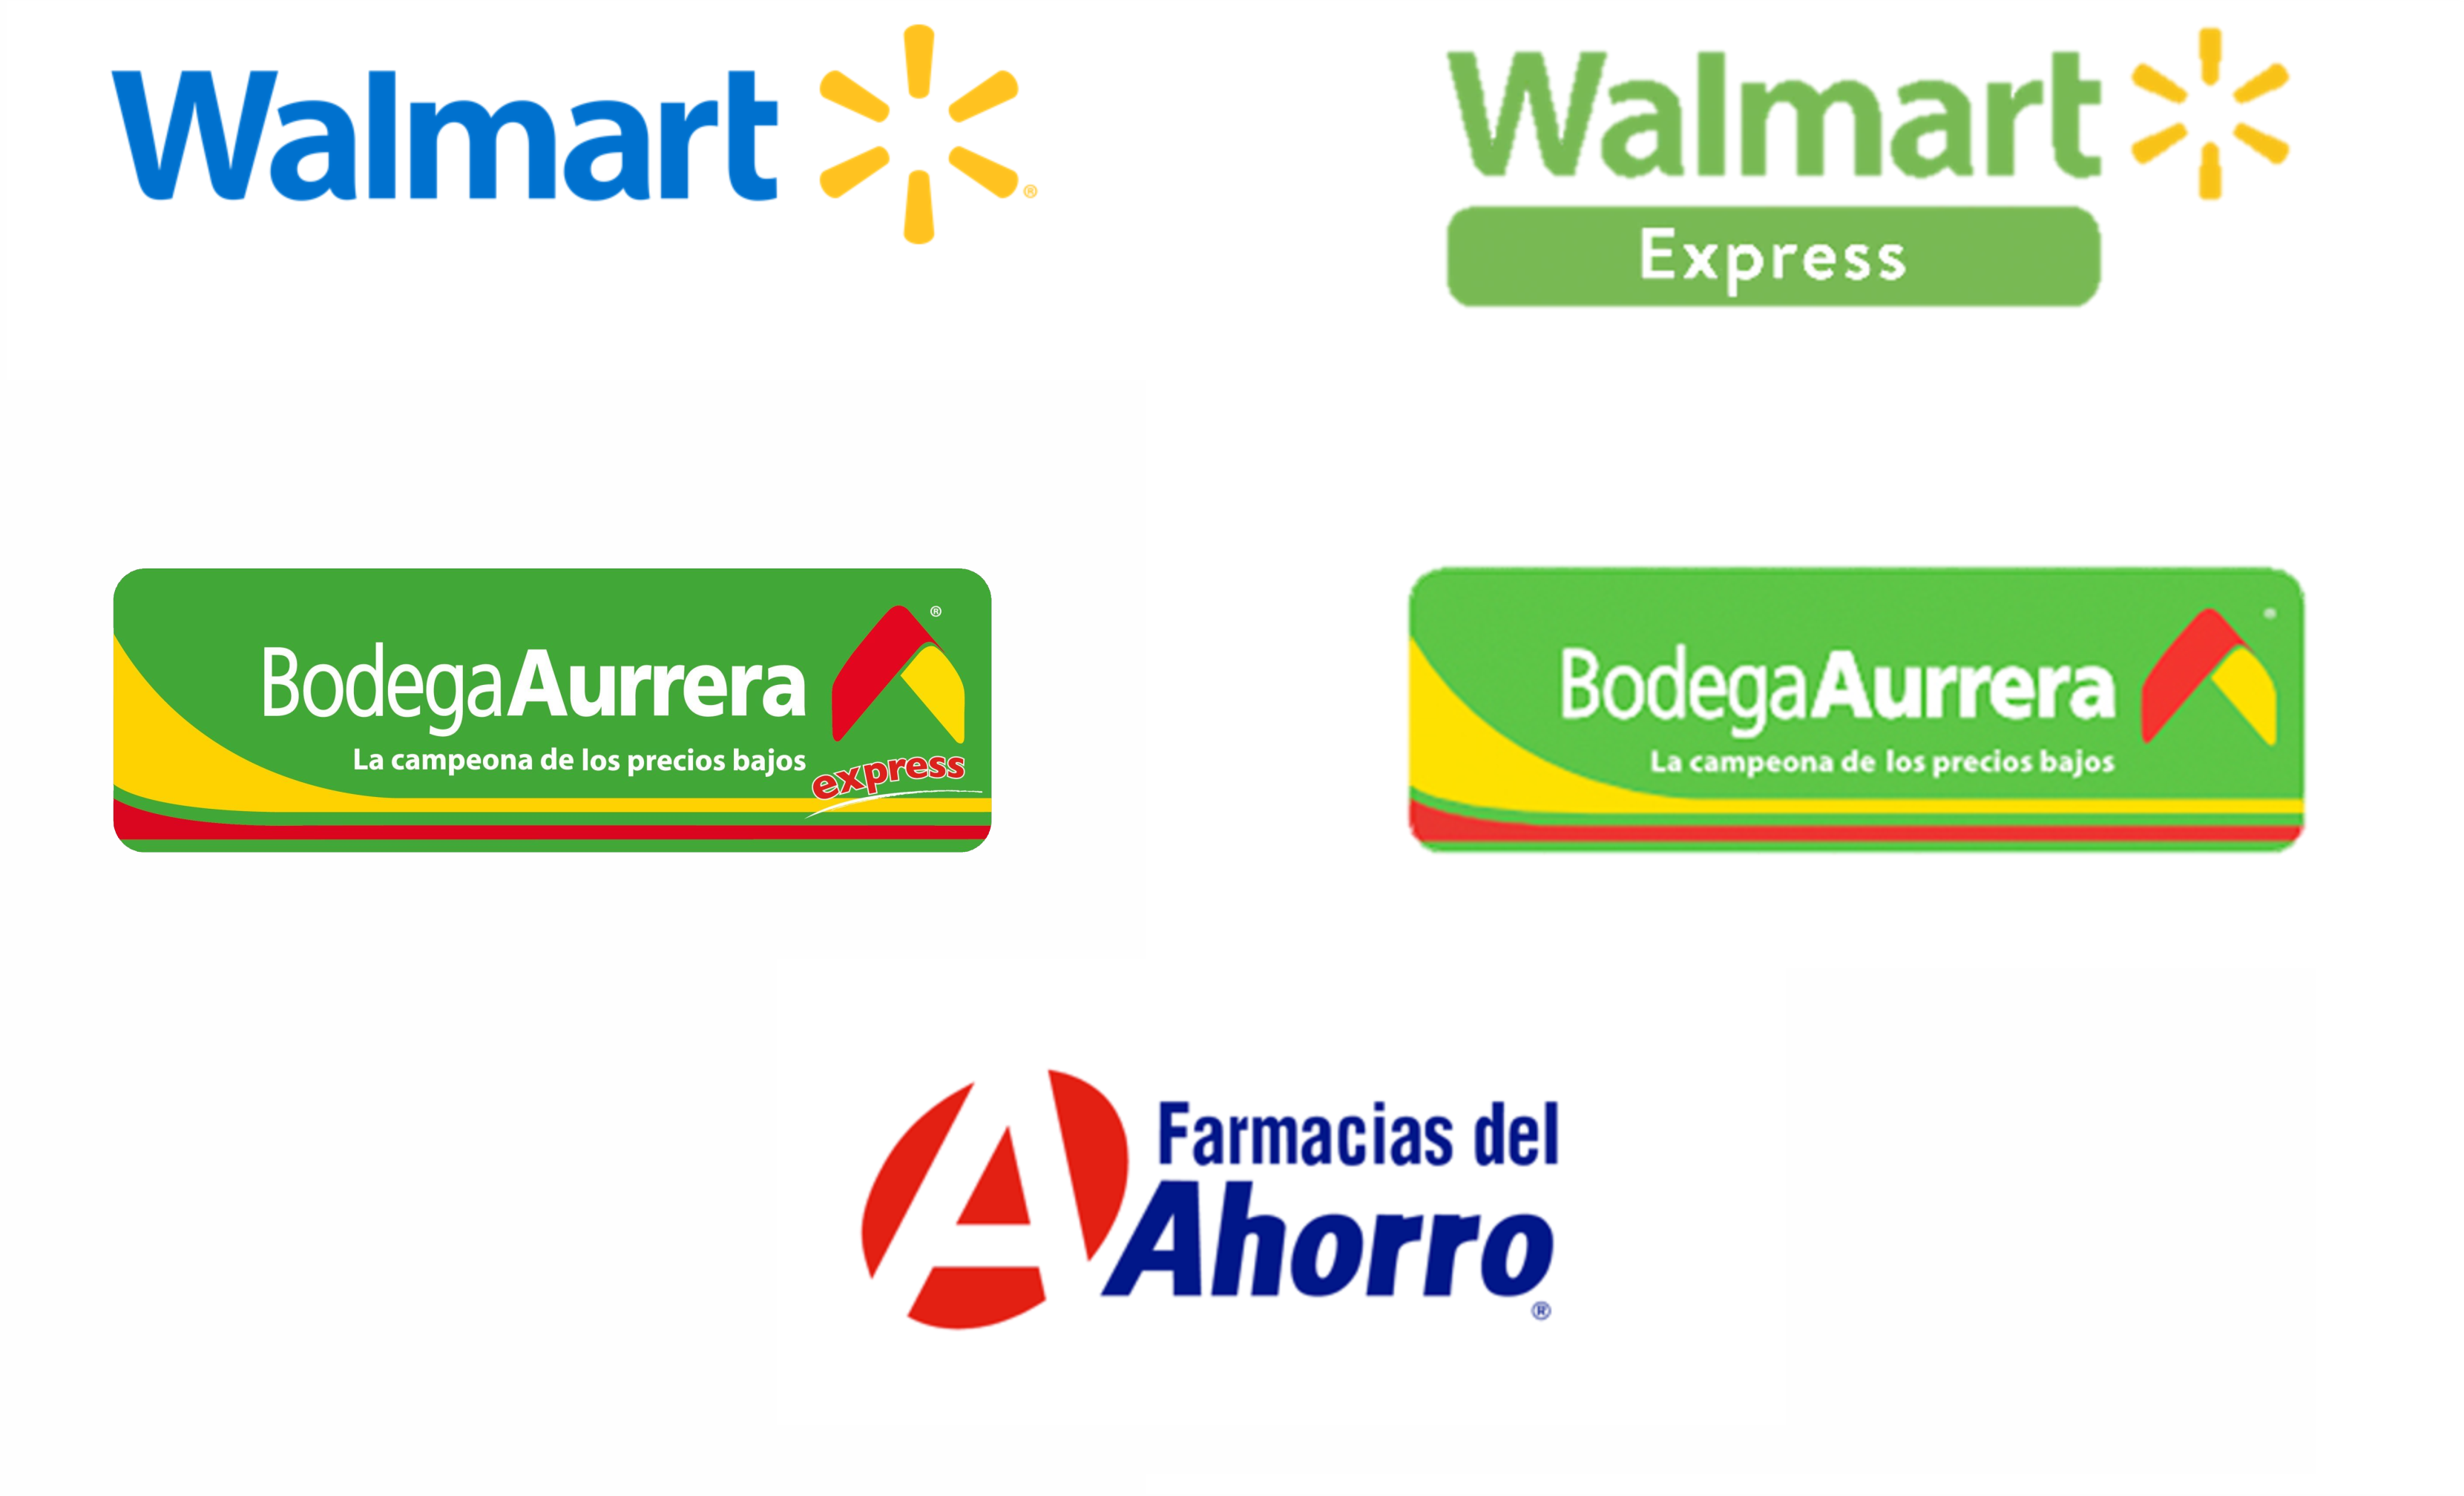 Walmart ®
Walmart
Express
BodegaAurrera ®
La campeona de los precios bajos
express
BodegaAurrera
La campeona de los precios bajos
Farmacias del
Ahorro ®